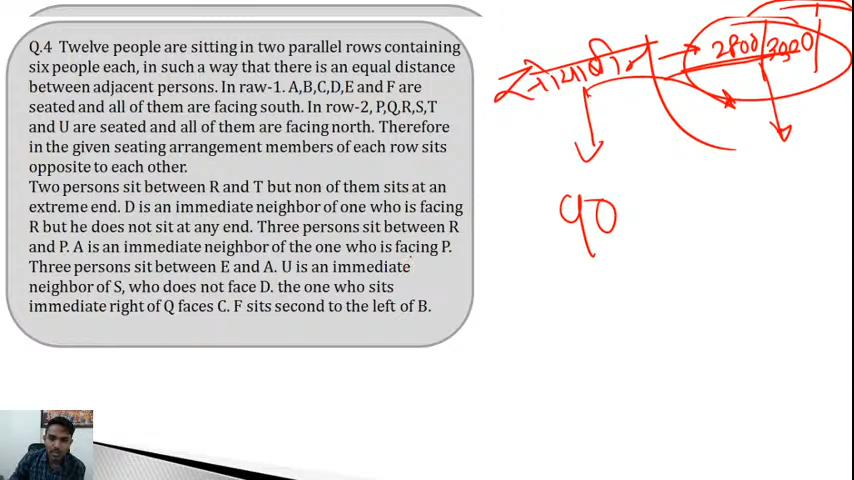 Q.4 Twelve people are sitting in two parallel rows containing
six people each, in such a way that there is an equal distance
between adjacent persons. In raw-1. A,B,C,D,E and F are
seated and all of them are facing south. In row-2, P,Q,R,S,T
and U are seated and all of them are facing north. Therefore
in the given seating arrangement members of each row sits
opposite to each other.
Two persons sit between R and T but non of them sits at an
extreme end. D is an immediate neighbor of one who is facing
R but he does not sit at any end. Three persons sit between R
and P. A is an immediate neighbor of the one who is facing P.
Three persons sit between E and A. U is an immediate
neighbor of S, who does not face D. the one who sits
immediate right of Q faces C. F sits second to the left of B.
2800
90